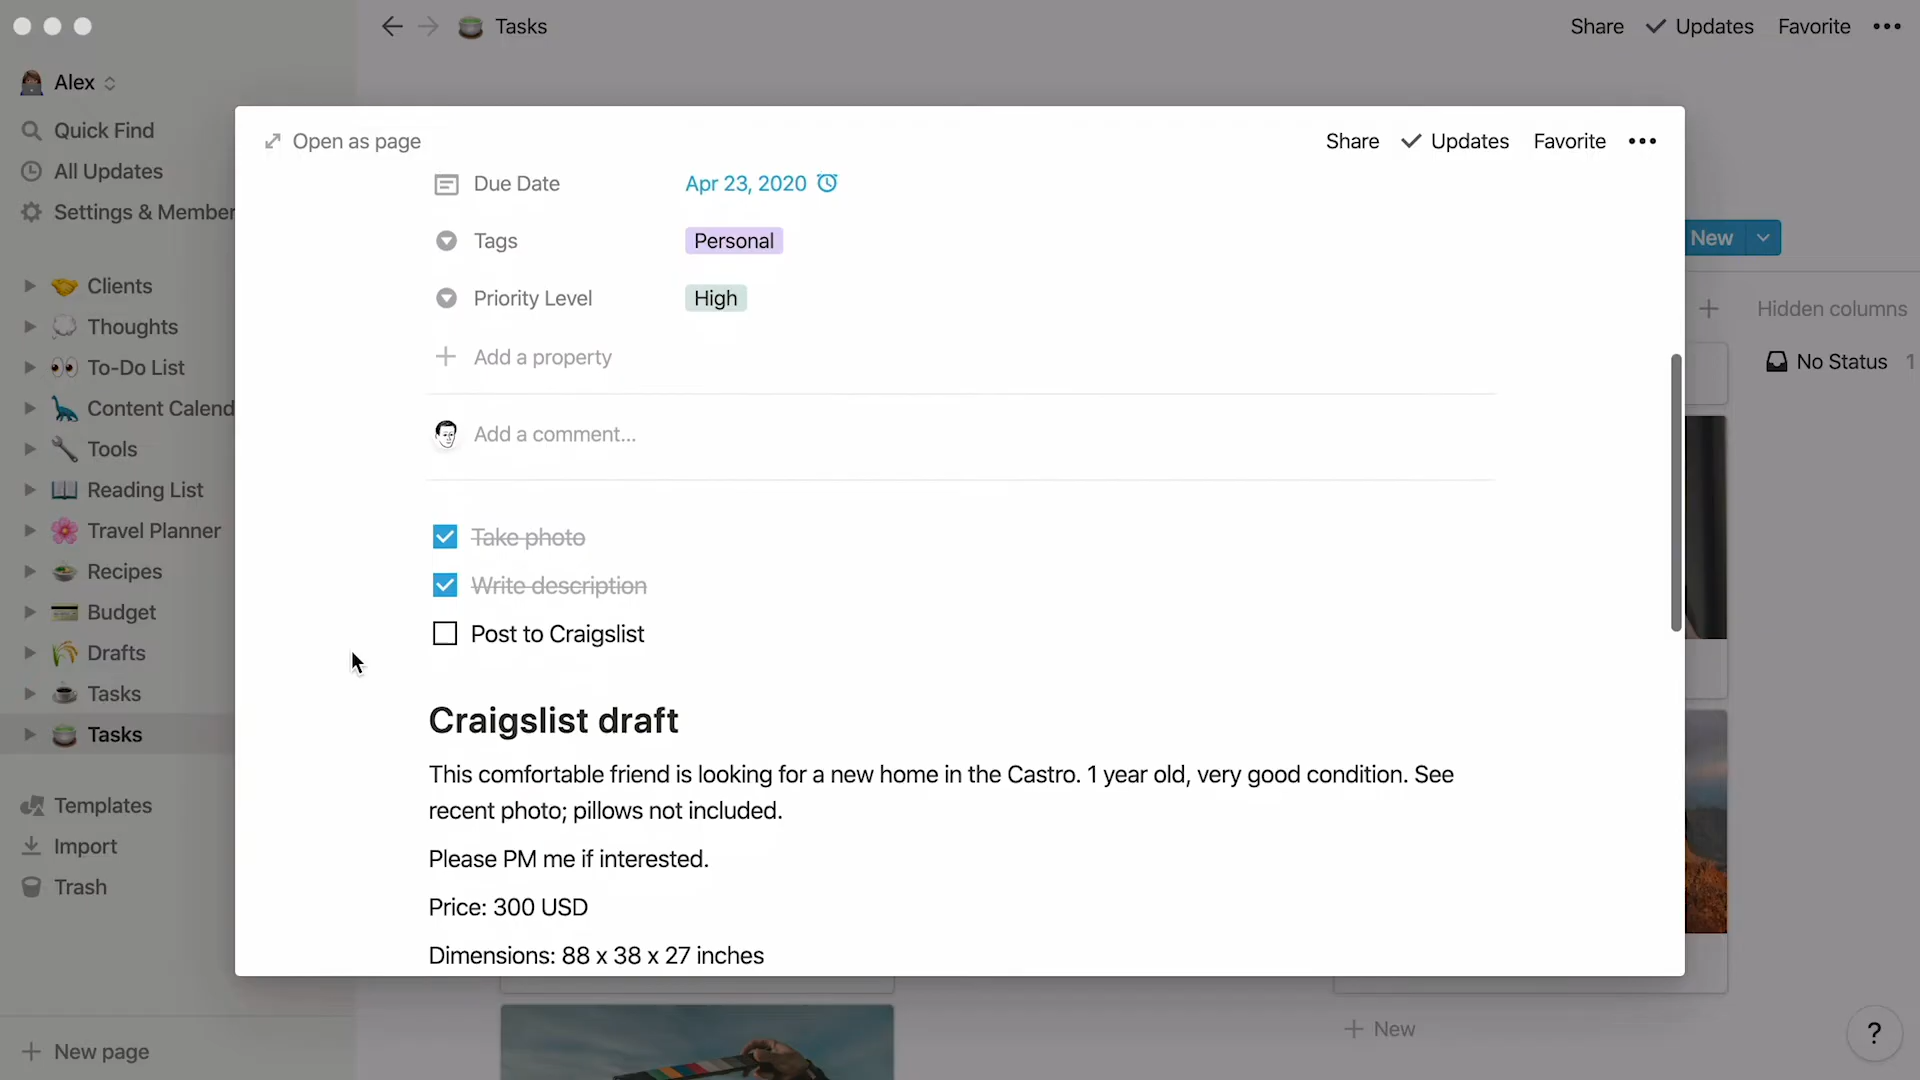 Tasks
Share
Updates
Favorite
Alex
Quick Find
All Updates
Settings & Member
Clients
Thoughts
To-Do List
Content Calend
Tools
Reading List
Travel Planner
Recipes
Budget
Drafts
Tasks
Tasks
Templates
Import
Trash
New page
Open as page
Share
Updates
Favorite
Due Date
Apr 23, 2020
Tags
Personal
Priority Level
High
Add a property
Add a comment...
Take photo
Write description
Post to Craigslist
Craigslist draft
This comfortable friend is looking for a new home in the Castro. 1 year old, very good condition. See
recent photo; pillows not included.
Please PM me if interested.
Price: 300 USD
Dimensions: 88 x 38 x 27 inches
New
Hidden columns
No Status 1
New
?